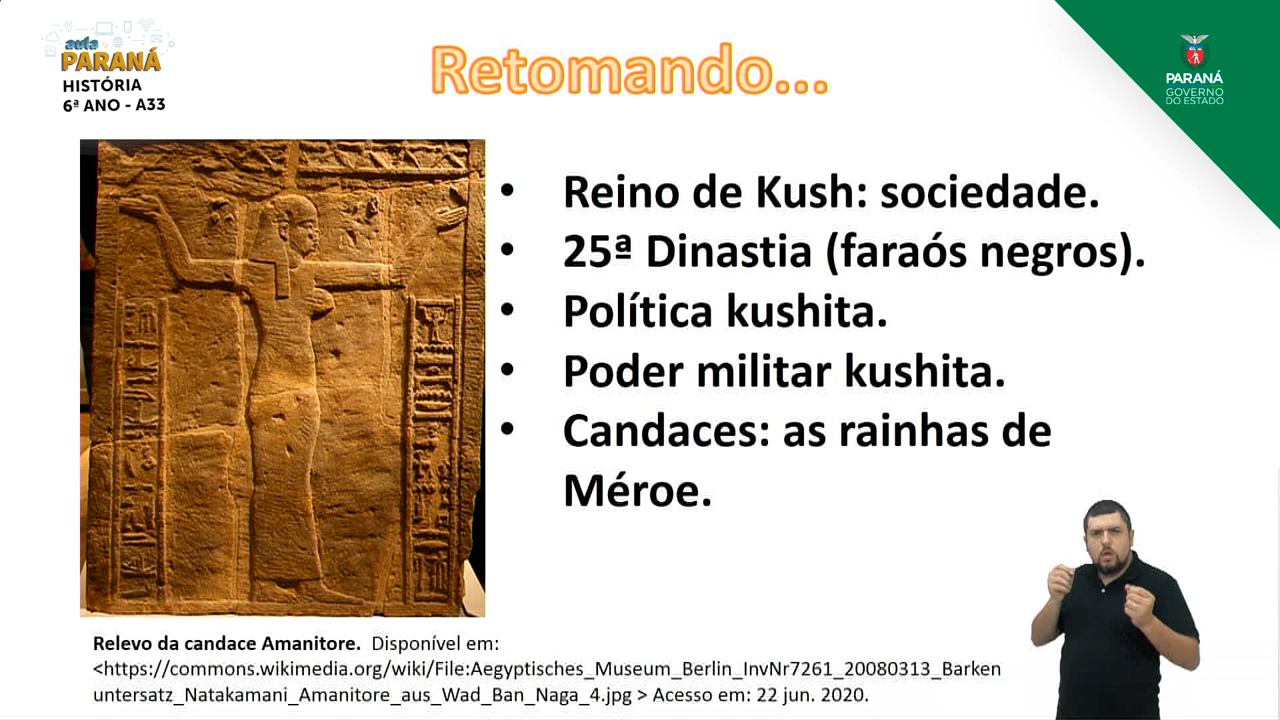 aula
PARANÁ
HISTÓRIA
6º ANO - A33
Retomando...
PARANÁ
GOVERNO
DO ESTADO
• Reino de Kush: sociedade.
• 25ª Dinastia (faraós negros).
• Política kushita.
• Poder militar kushita.
• Candaces: as rainhas de
Méroe.
Relevo da candace Amanitore. Disponível em:
<https://commons.wikimedia.org/wiki/File:Aegyptisches_Museum_Berlin_InvNr7261_20080313_Barken
untersatz_Natakamani_Amanitore_aus_Wad_Ban_Naga_4.jpg > Acesso em: 22 jun. 2020.